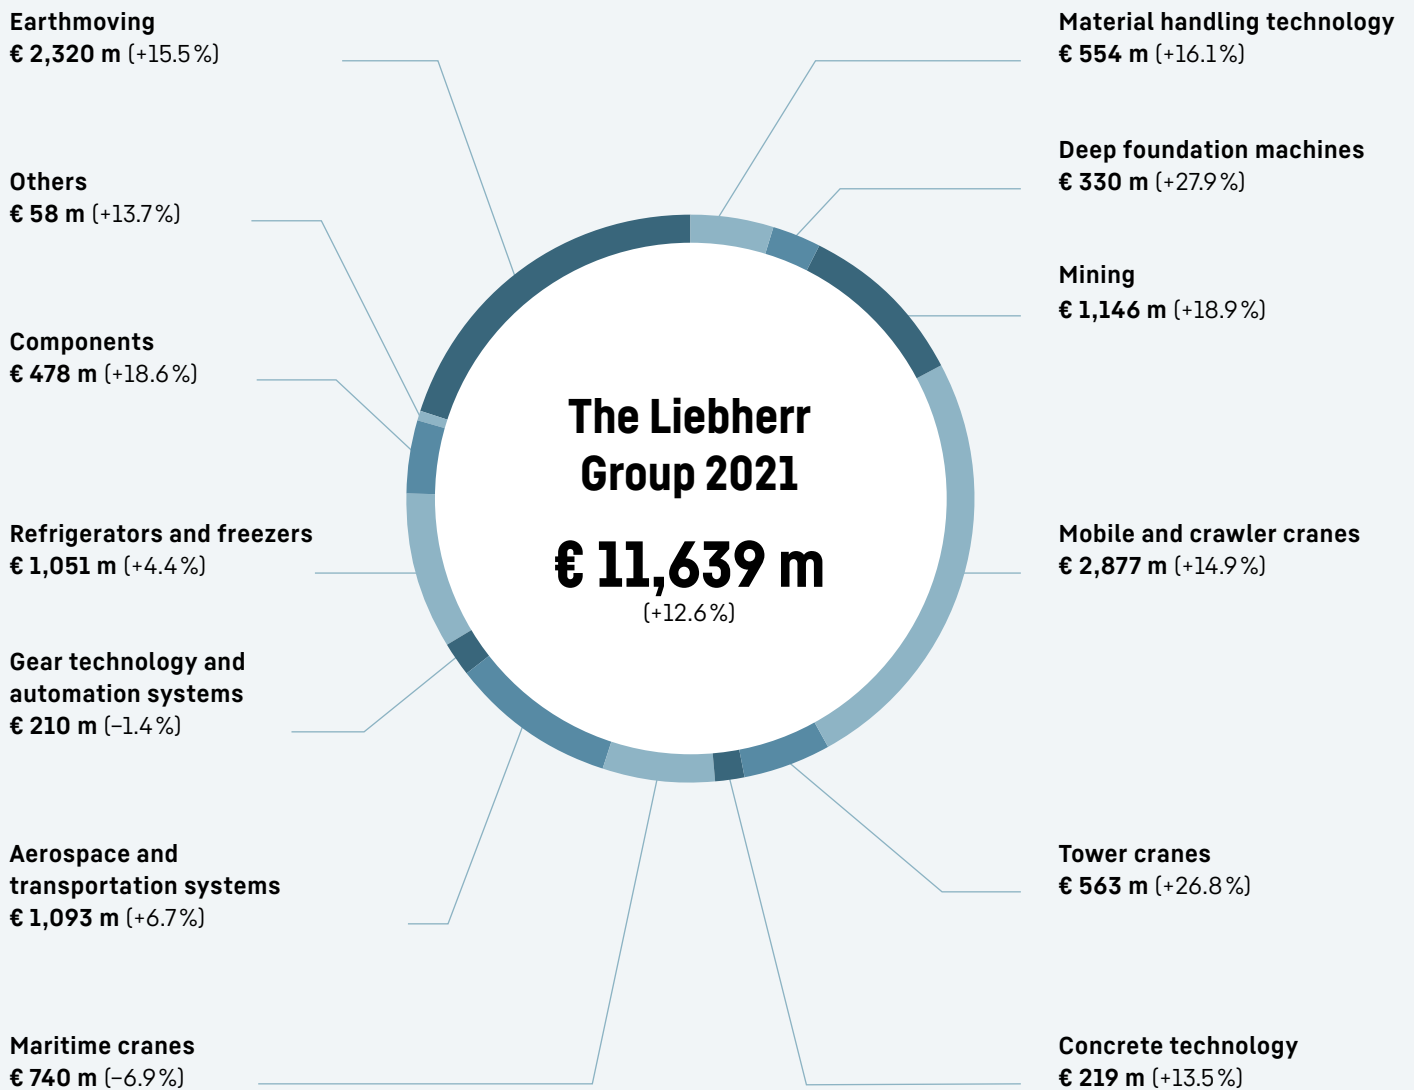 Earthmoving
€ 2,320 m (+15.5%)
Others
€ 58 m (+13.7%)
Components
€ 478 m (+18.6%)
Refrigerators and freezers
€ 1,051 m (+4.4%)
Gear technology and
automation systems
€ 210 m (–1.4%)
Aerospace and
transportation systems
€ 1,093 m (+6.7%)
Maritime cranes
€ 740 m (–6.9%)
The Liebherr
Group 2021
€ 11,639 m
(+12.6%)
Material handling technology
€ 554 m (+16.1%)
Deep foundation machines
€ 330 m (+27.9%)
Mining
€ 1,146 m (+18.9%)
Mobile and crawler cranes
€ 2,877 m (+14.9%)
Tower cranes
€ 563 m (+26.8%)
Concrete technology
€ 219 m (+13.5%)